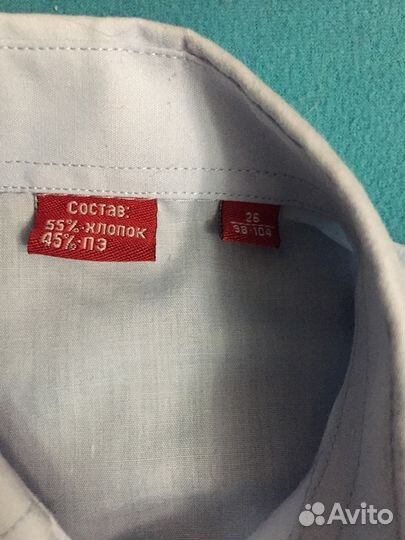 Состав:
55%-хлопок
45%-ПЭ
26
98-104
Avito